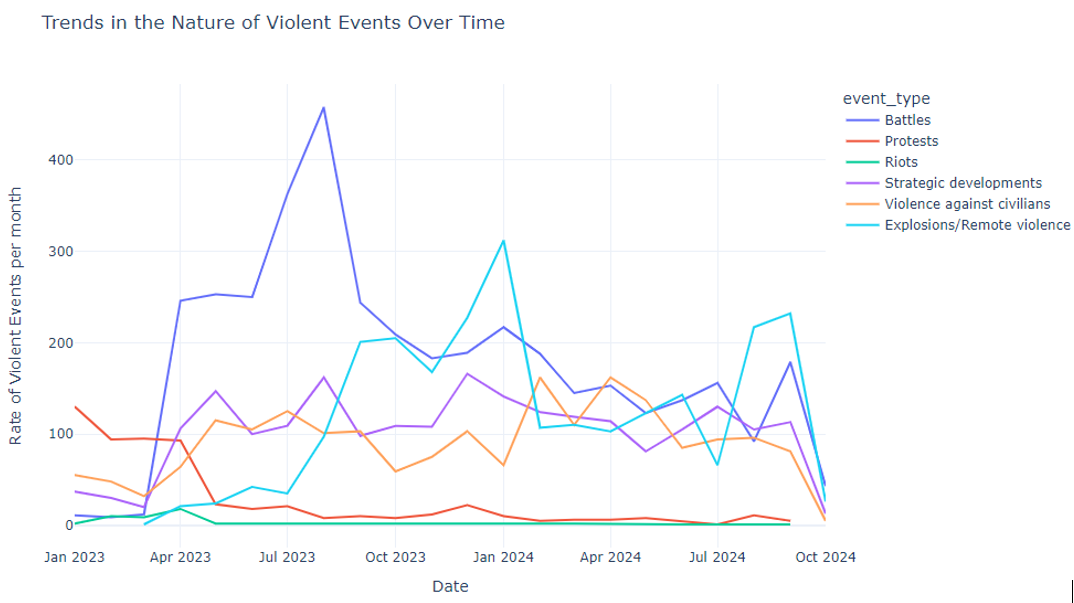 Trends in the Nature of Violent Events Over Time
event_type
Battles
Protests
Riots
Strategic developments
Violence against civilians
Explosions/Remote violence
Rate of Violent Events per month
400
300
200
100
0
Jan 2023
Apr 2023
Jul 2023
Oct 2023
Jan 2024
Apr 2024
Jul 2024
Oct 2024
Date